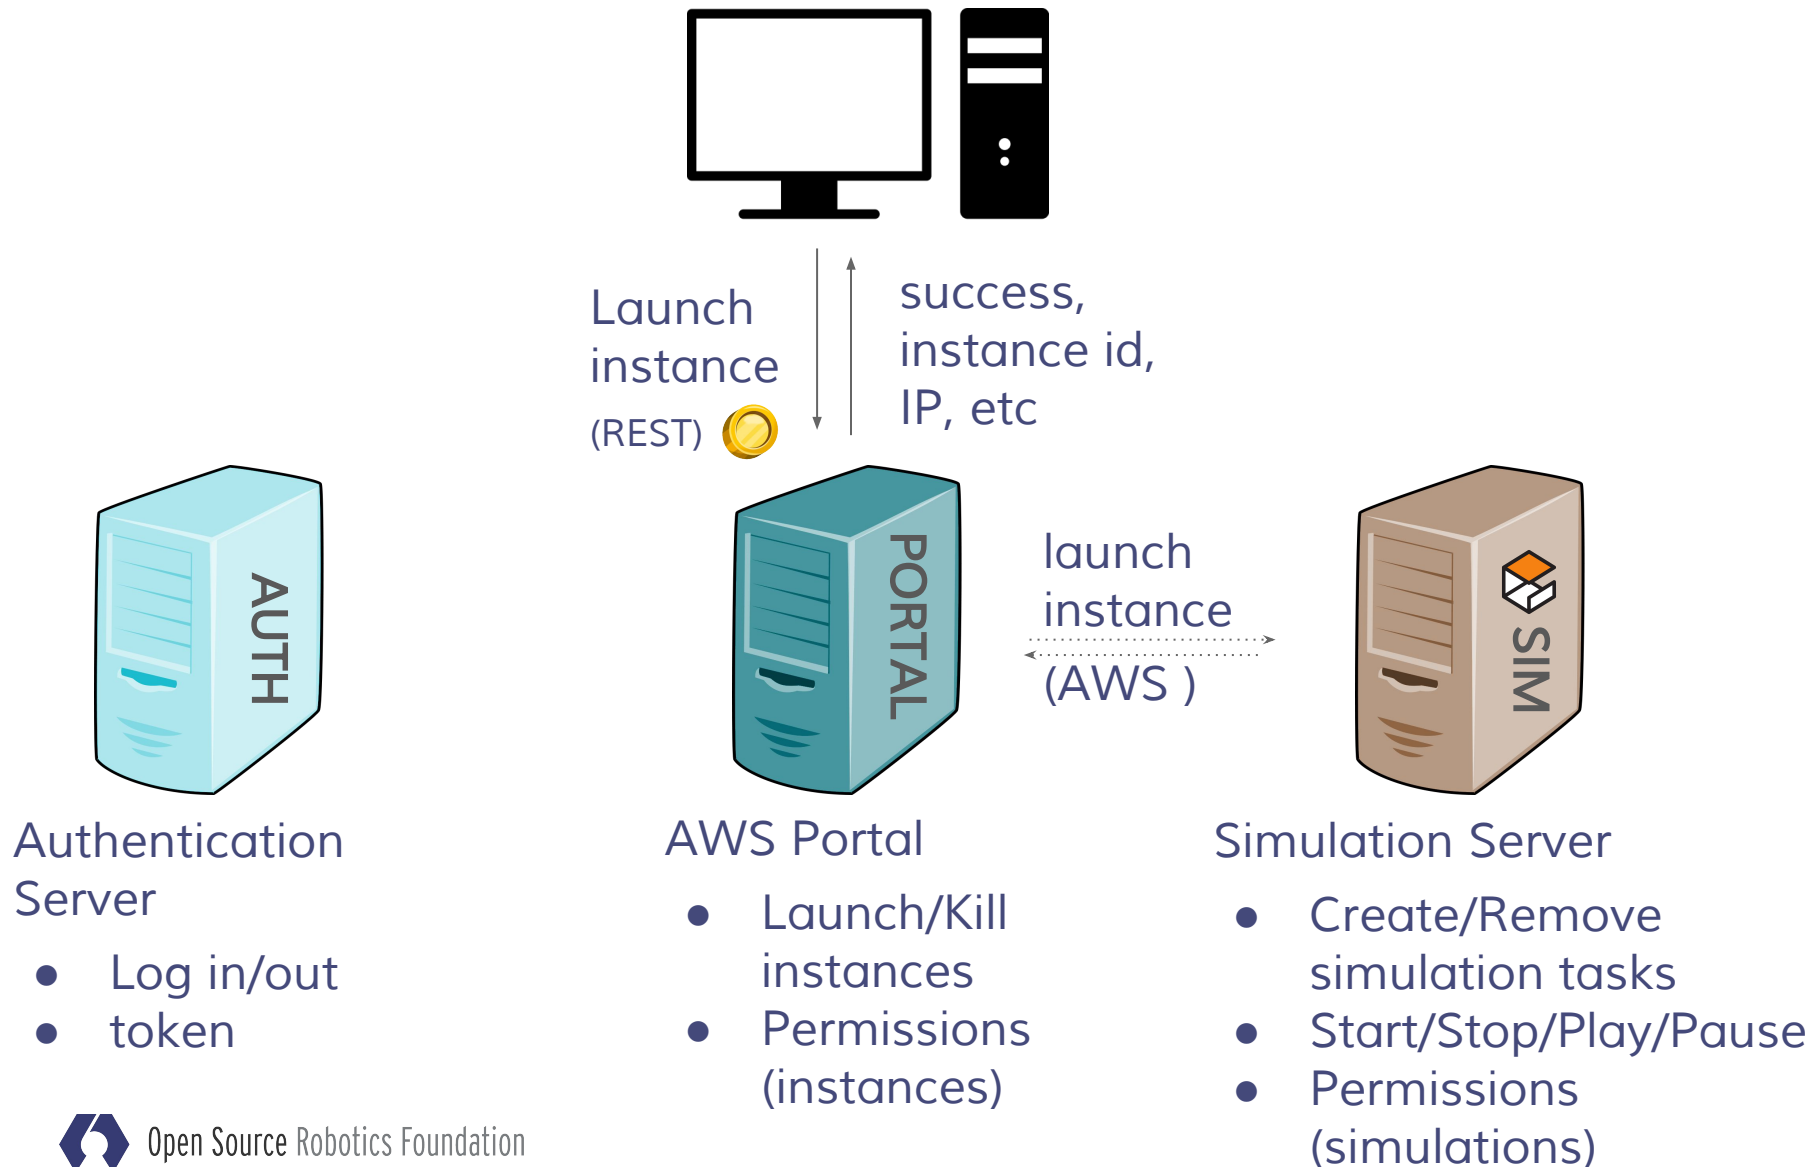 Launch
instance
(REST)
success,
instance id,
IP, etc
AUTH
PORTAL
launch
instance
(AWS )
SIM
Authentication
Server
● Log in/out
● token
AWS Portal
● Launch/Kill
instances
● Permissions
(instances)
Simulation Server
● Create/Remove
simulation tasks
● Start/Stop/Play/Pause
● Permissions
(simulations)
Open Source Robotics Foundation